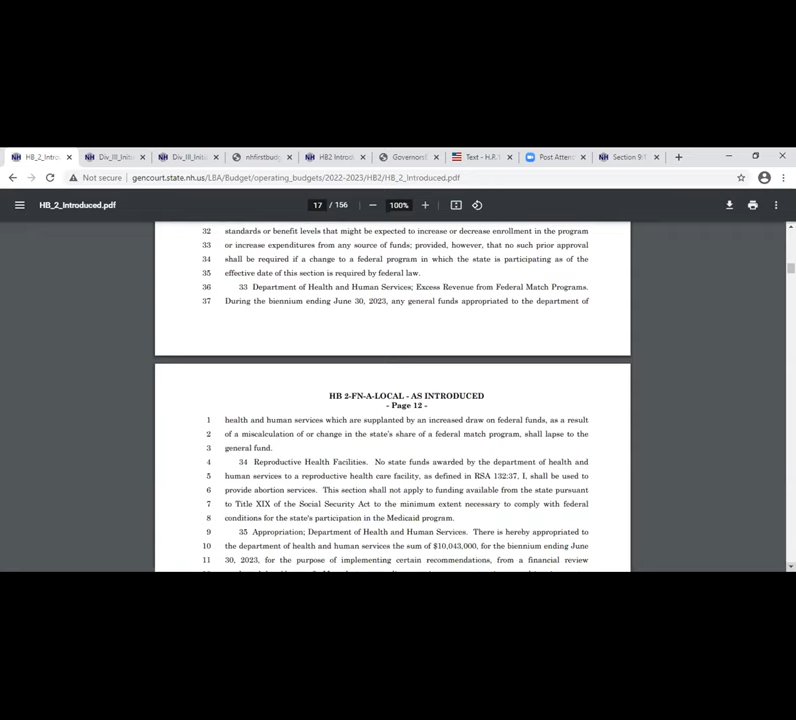 HB_2_Intro
Div_III_Initi
Div_III_Initi
nhfirstbudg
HB2 Introd
GovernorsE
Text - H.R.1
Post Attend
Section 9:1
Not secure | gencourt.state.nh.us/LBA/Budget/operating_budgets/2022-2023/HB2/HB_2_Introduced.pdf
HB_2_Introduced.pdf 17 / 156 100%
32 standards or benefit levels that might be expected to increase or decrease enrollment in the program
33 or increase expenditures from any source of funds; provided, however, that no such prior approval
34 shall be required if a change to a federal program in which the state is participating as of the
35 effective date of this section is required by federal law.
36 33 Department of Health and Human Services; Excess Revenue from Federal Match Programs.
37 During the biennium ending June 30, 2023, any general funds appropriated to the department of
HB 2-FN-A-LOCAL - AS INTRODUCED
- Page 12 -
1 health and human services which are supplanted by an increased draw on federal funds, as a result
2 of a miscalculation of or change in the state's share of a federal match program, shall lapse to the
3 general fund.
4 34 Reproductive Health Facilities. No state funds awarded by the department of health and
5 human services to a reproductive health care facility, as defined in RSA 132:37, I, shall be used to
6 provide abortion services. This section shall not apply to funding available from the state pursuant
7 to Title XIX of the Social Security Act to the minimum extent necessary to comply with federal
8 conditions for the state's participation in the Medicaid program.
9 35 Appropriation; Department of Health and Human Services. There is hereby appropriated to
10 the department of health and human services the sum of $10,043,000, for the biennium ending June
11 30, 2023, for the purpose of implementing certain recommendations, from a financial review